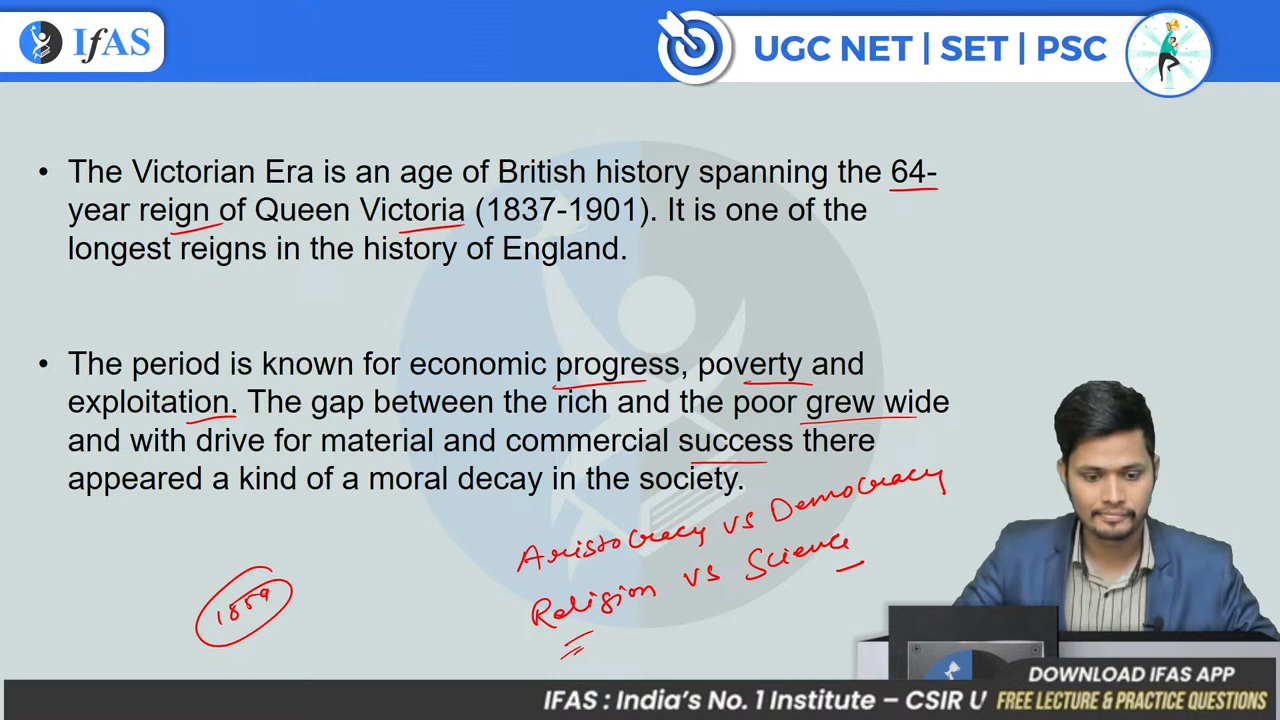 IfAS
UGC NET | SET | PSC
• The Victorian Era is an age of British history spanning the 64-
year reign of Queen Victoria (1837-1901). It is one of the
longest reigns in the history of England.
• The period is known for economic progress, poverty and
exploitation. The gap between the rich and the poor grew wide
and with drive for material and commercial success there
appeared a kind of a moral decay in the society.
Aristocracy vs Democracy
Religion vs Science
1859
DOWNLOAD IFAS APP
IFAS : India's No. 1 Institute – CSIR U
FREE LECTURE & PRACTICE QUESTIONS